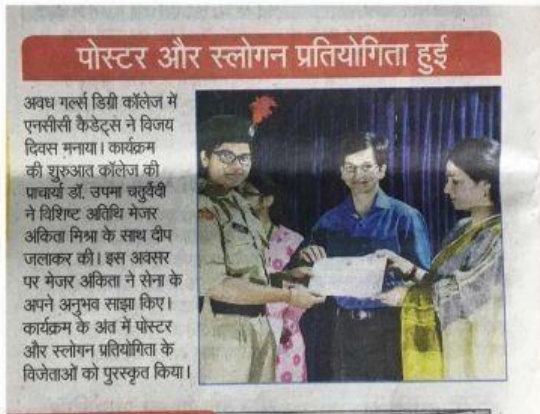 पोस्टर और स्लोगन प्रतियोगिता हुई
अवध गर्ल्स डिग्री कॉलेज में
एनसीसी कैडेट्स ने विजय
दिवस मनाया। कार्यक्रम
की शुरुआत कॉलेज की
प्राचार्या डॉ. उपमा चतुर्वेदी
ने विशिष्ट अतिथि मेजर
अंकिता मिश्रा के साथ दीप
जलाकर की। इस अवसर
पर मेजर अंकिता ने सेना के
अपने अनुभव साझा किए।
कार्यक्रम के अंत में पोस्टर
और स्लोगन प्रतियोगिता के
विजेताओं को पुरस्कृत किया।